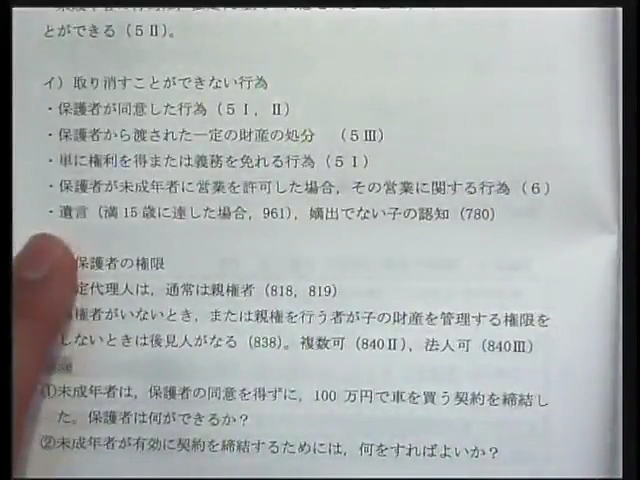 とができる（５Ⅱ）。
イ）取り消すことができない行為
・保護者が同意した行為（５Ⅰ，Ⅱ）
・保護者から渡された一定の財産の処分　（５Ⅲ）
・単に権利を得または義務を免れる行為（５Ⅰ）
・保護者が未成年者に営業を許可した場合，その営業に関する行為（６）
・遺言（満 15 歳に達した場合，961），嫡出でない子の認知（780）
保護者の権限
定代理人は，通常は親権者（818，819）
権者がいないとき，または親権を行う者が子の財産を管理する権限を
しないときは後見人がなる（838）。複数可（840Ⅱ），法人可（840Ⅲ）
①未成年者は，保護者の同意を得ずに，100 万円で車を買う契約を締結し
た。保護者は何ができるか？
②未成年者が有効に契約を締結するためには，何をすればよいか？